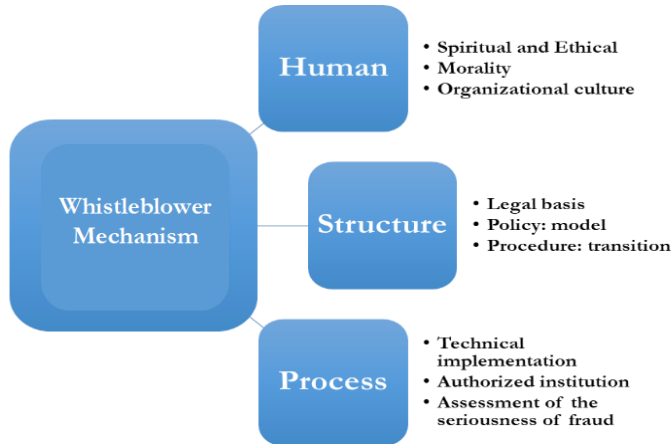 Whistleblower
Mechanism
Human
• Spiritual and Ethical
• Morality
• Organizational culture
Structure
• Legal basis
• Policy: model
• Procedure: transition
Process
• Technical
implementation
• Authorized institution
• Assessment of the
seriousness of fraud